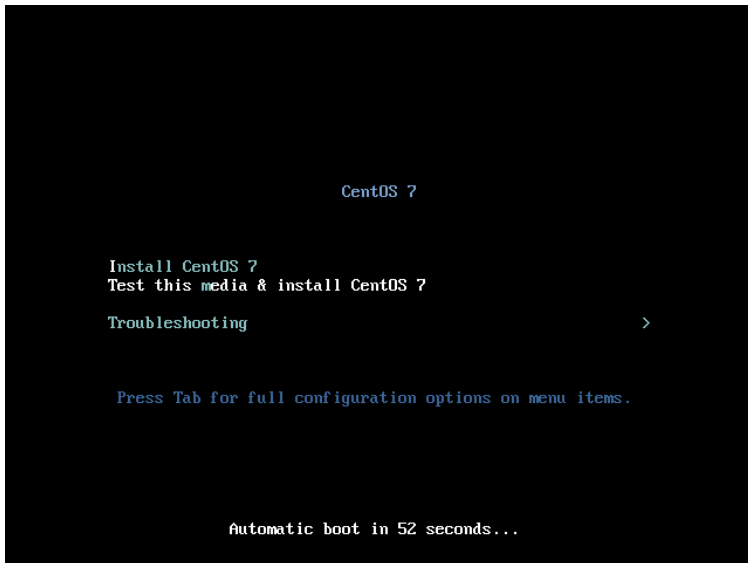 CentOS 7
Install CentOS 7
Test this media & install CentOS 7
Troubleshooting >
Press Tab for full configuration options on menu items.
Automatic boot in 52 seconds...